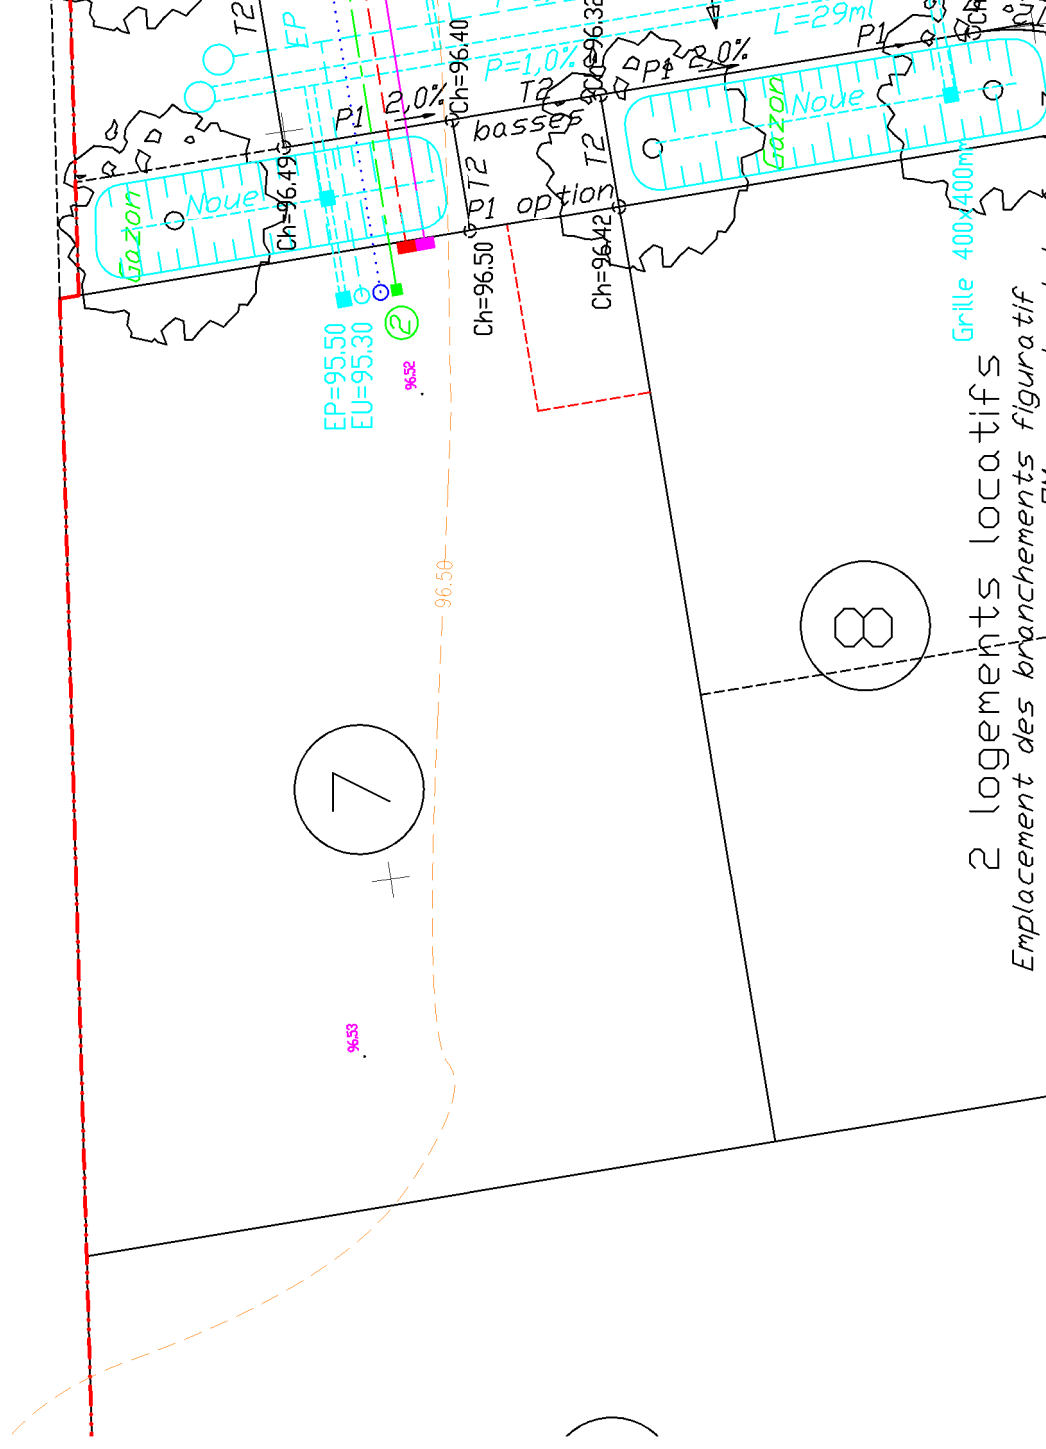 T2
EP
Ch=96.40
P=1,0%
L=29ml
P1
P1 2,0%
T2
P1 2,0%
basses
T2
T2
Gazon
Noue
Gazon
Noue
Ch=96.49
P1 option
Ch=96.50
Ch=96.42
Grille 400x400mm
EP=95.50
EU=95.30
2
96.52
96.50
7
8
2 logements locatifs
Emplacement des branchements figuratif
96.53